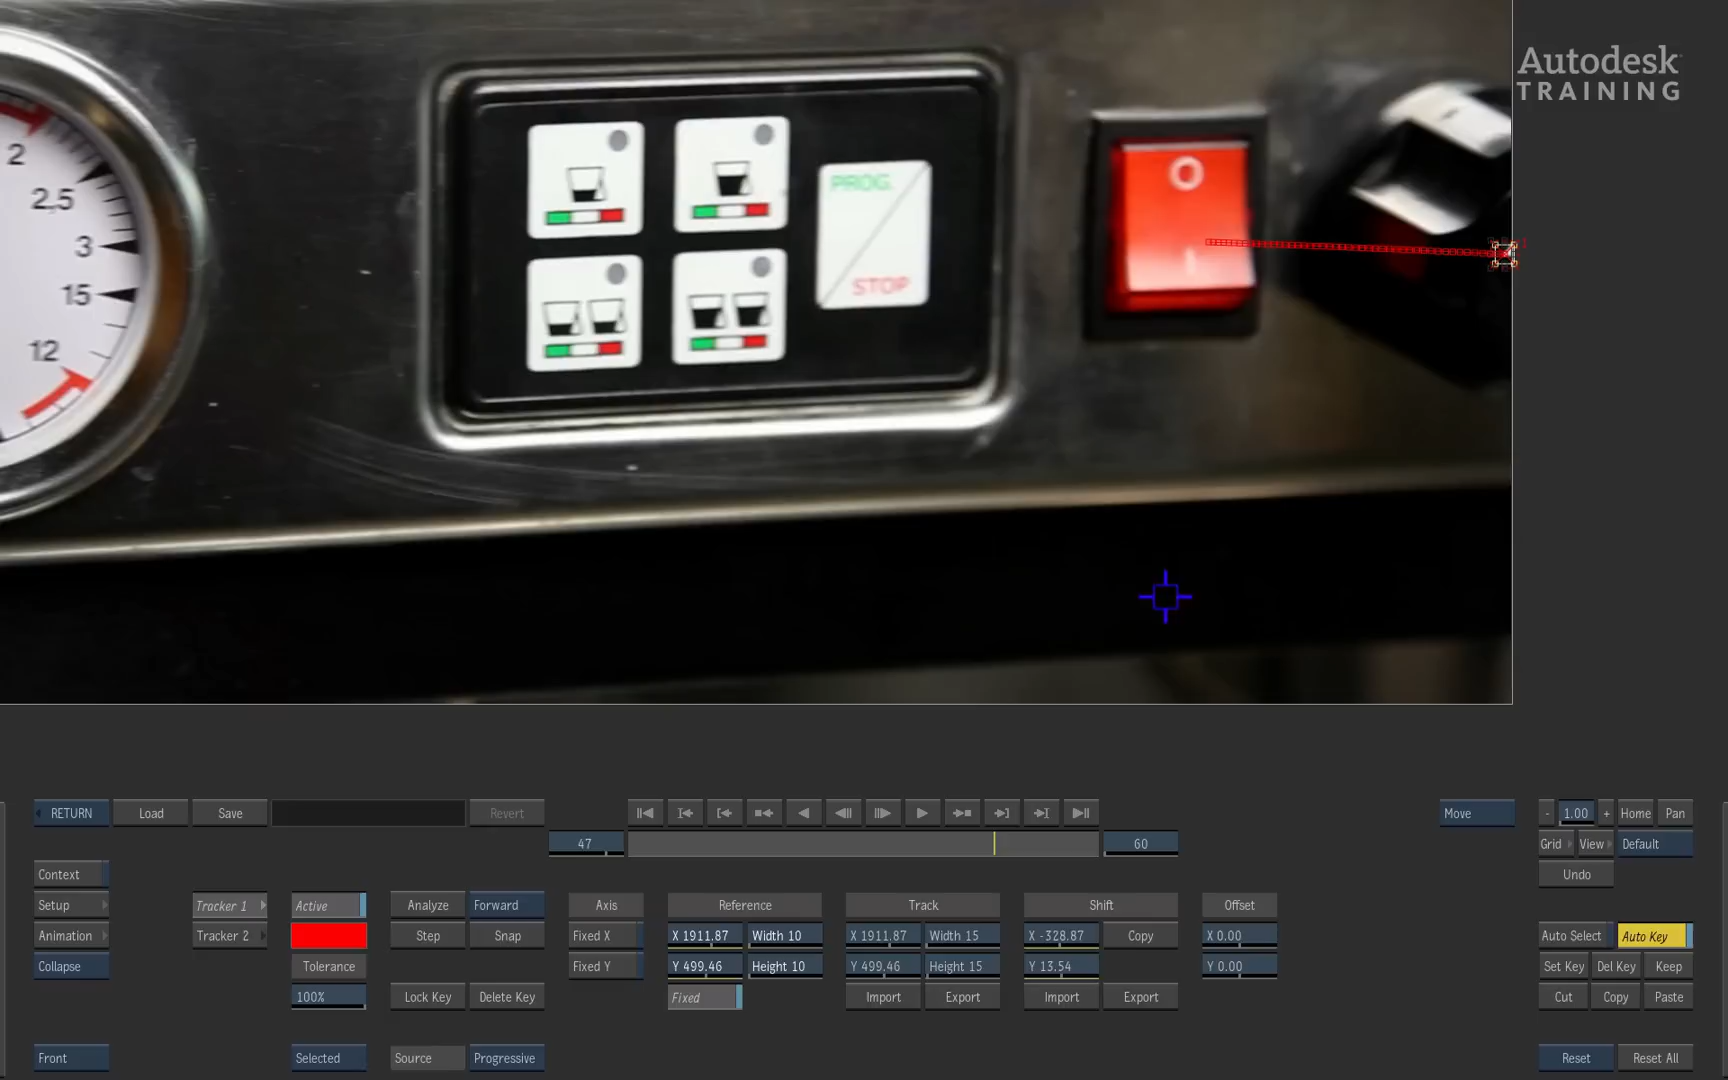 Autodesk
TRAINING
2
2,5
3
15
12
PROG.
STOP
O
I
RETURN
Load
Save
Revert
Move
- 1.00 + Home Pan
47
60
Grid View Default
Undo
Context
Setup
Animation
Collapse
Front
Tracker 1
Tracker 2
Active
Tolerance
100%
Selected
Analyze Forward
Step Snap
Lock Key Delete Key
Source Progressive
Axis
Fixed X
Fixed Y
Reference
X 1911.87 Width 10
Y 499.46 Height 10
Fixed
Track
X 1911.87 Width 15
Y 499.46 Height 15
Import Export
Shift
X -328.87 Copy
Y 13.54
Import Export
Offset
X 0.00
Y 0.00
Auto Select Auto Key
Set Key Del Key Keep
Cut Copy Paste
Reset Reset All